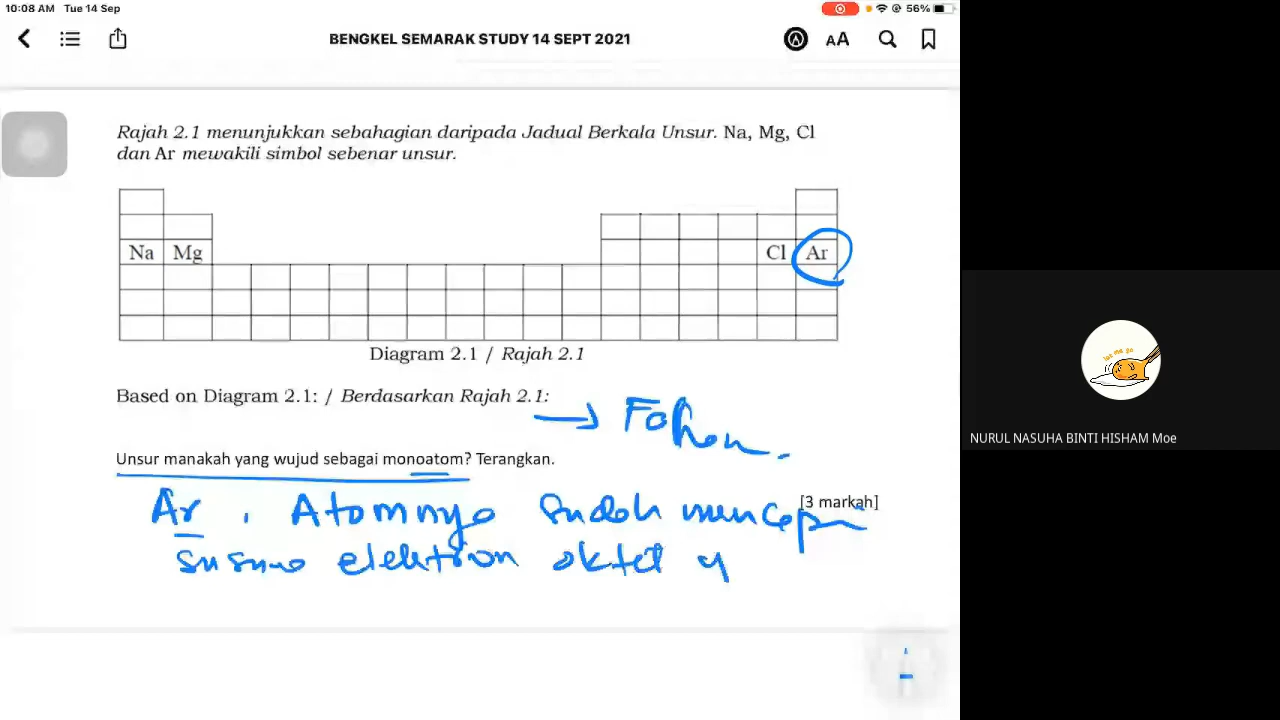 10:08 AM Tue 14 Sep
56%
BENGKEL SEMARAK STUDY 14 SEPT 2021
AA
Rajah 2.1 menunjukkan sebahagian daripada Jadual Berkala Unsur. Na, Mg, Cl
dan Ar mewakili simbol sebenar unsur.
Na Mg Cl Ar
Diagram 2.1 / Rajah 2.1
Based on Diagram 2.1: / Berdasarkan Rajah 2.1:
Unsur manakah yang wujud sebagai monoatom? Terangkan.
[3 markah]
Ar . Atomnya sudah mencapai
susunan elektron oktet y
let me go
NURUL NASUHA BINTI HISHAM Moe